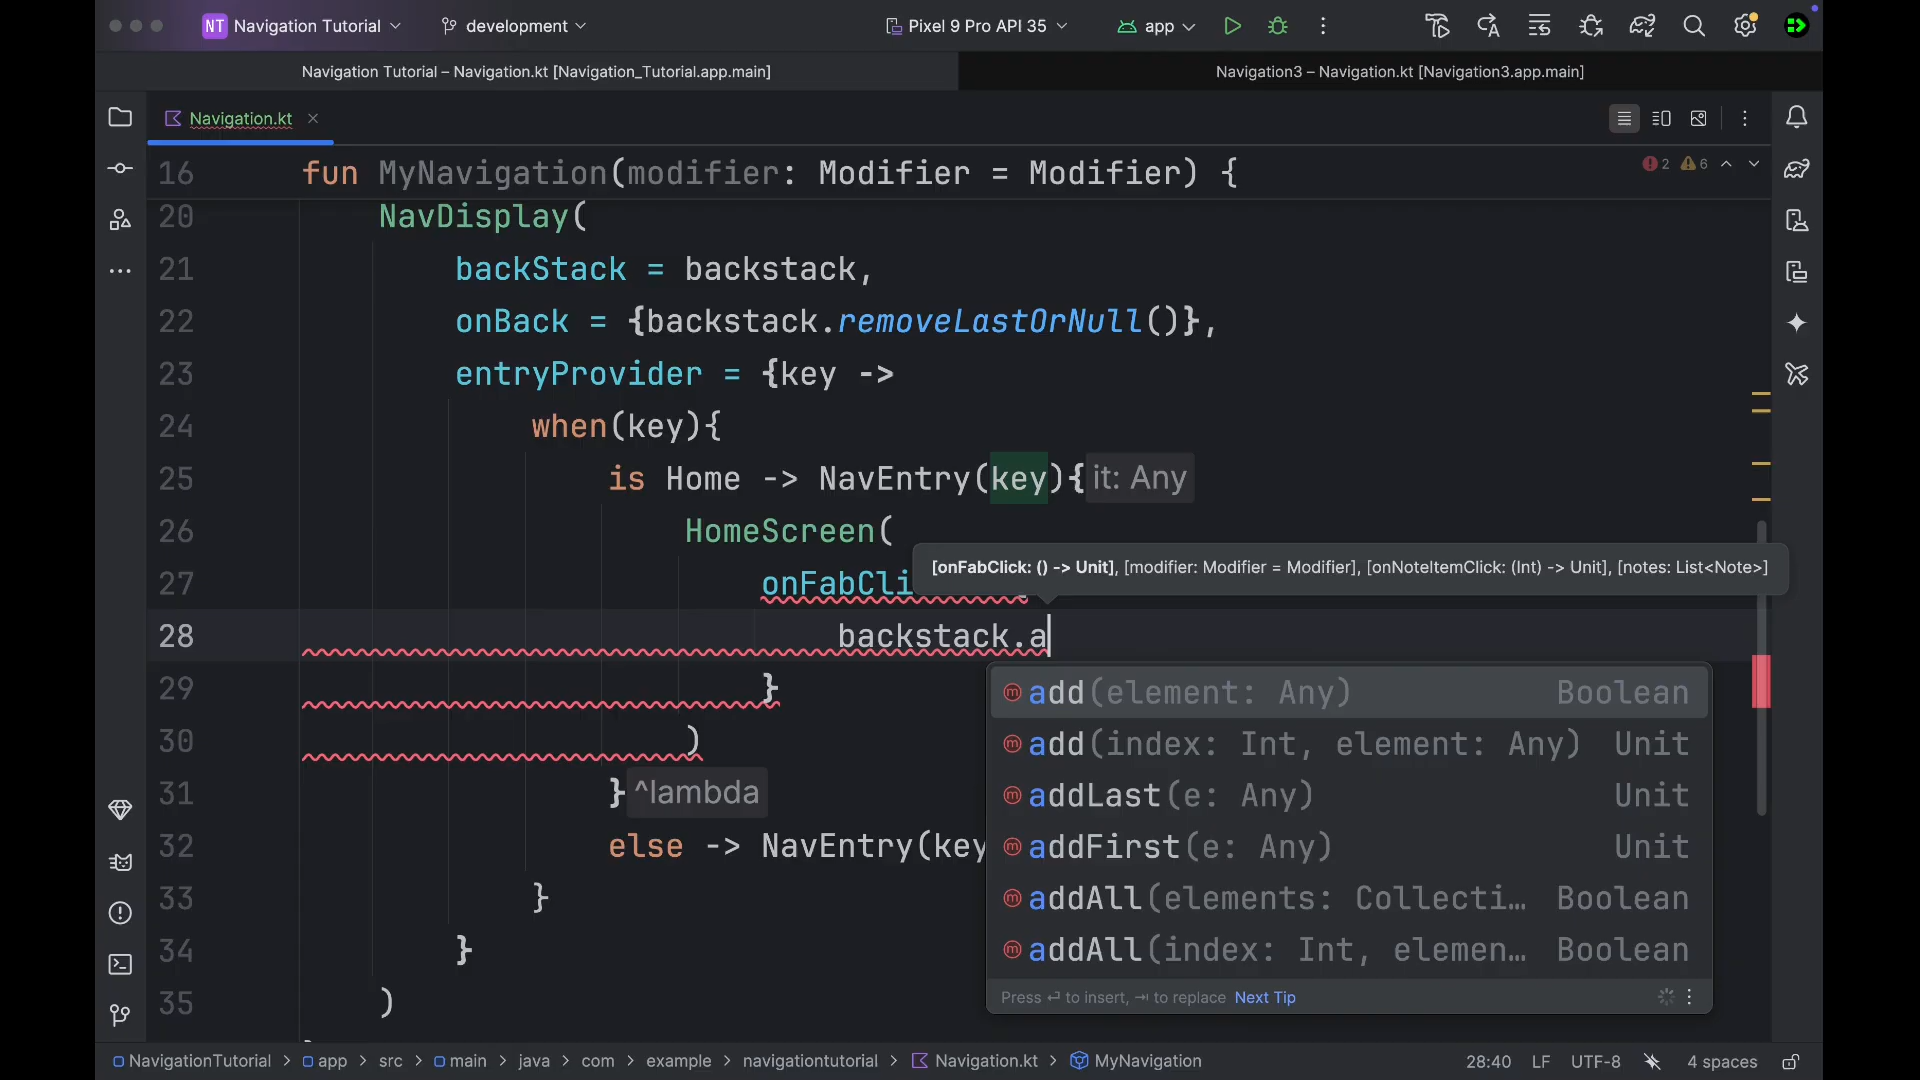 NT Navigation Tutorial
development
Pixel 9 Pro API 35
app
Navigation Tutorial – Navigation.kt [Navigation_Tutorial.app.main]
Navigation3 – Navigation.kt [Navigation3.app.main]
Navigation.kt
16 fun MyNavigation(modifier: Modifier = Modifier) {
2 6
20 NavDisplay(
21 backStack = backstack,
22 onBack = {backstack.removeLastOrNull()},
23 entryProvider = {key ->
24 when(key){
25 is Home -> NavEntry(key){ it: Any
26 HomeScreen(
[onFabClick: () -> Unit], [modifier: Modifier = Modifier], [onNoteItemClick: (Int) -> Unit], [notes: List<Note>]
27 onFabCli
28 backstack.a
29 }
add(element: Any) Boolean
30 )
add(index: Int, element: Any) Unit
31 } ^lambda
addLast(e: Any) Unit
32 else -> NavEntry(key
addFirst(e: Any) Unit
33 }
addAll(elements: Collecti... Boolean
34 }
addAll(index: Int, elemen... Boolean
35 )
Press ⏎ to insert, ⇥ to replace Next Tip
NavigationTutorial > app > src > main > java > com > example > navigationtutorial > Navigation.kt > MyNavigation
28:40 LF UTF-8 4 spaces